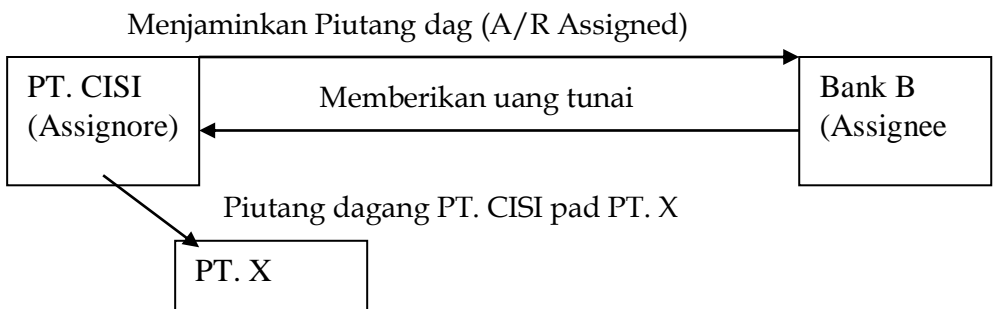 Menjaminkan Piutang dag (A/R Assigned)
PT. CISI
(Assignore)
Memberikan uang tunai
Bank B
(Assignee
Piutang dagang PT. CISI pad PT. X
PT. X